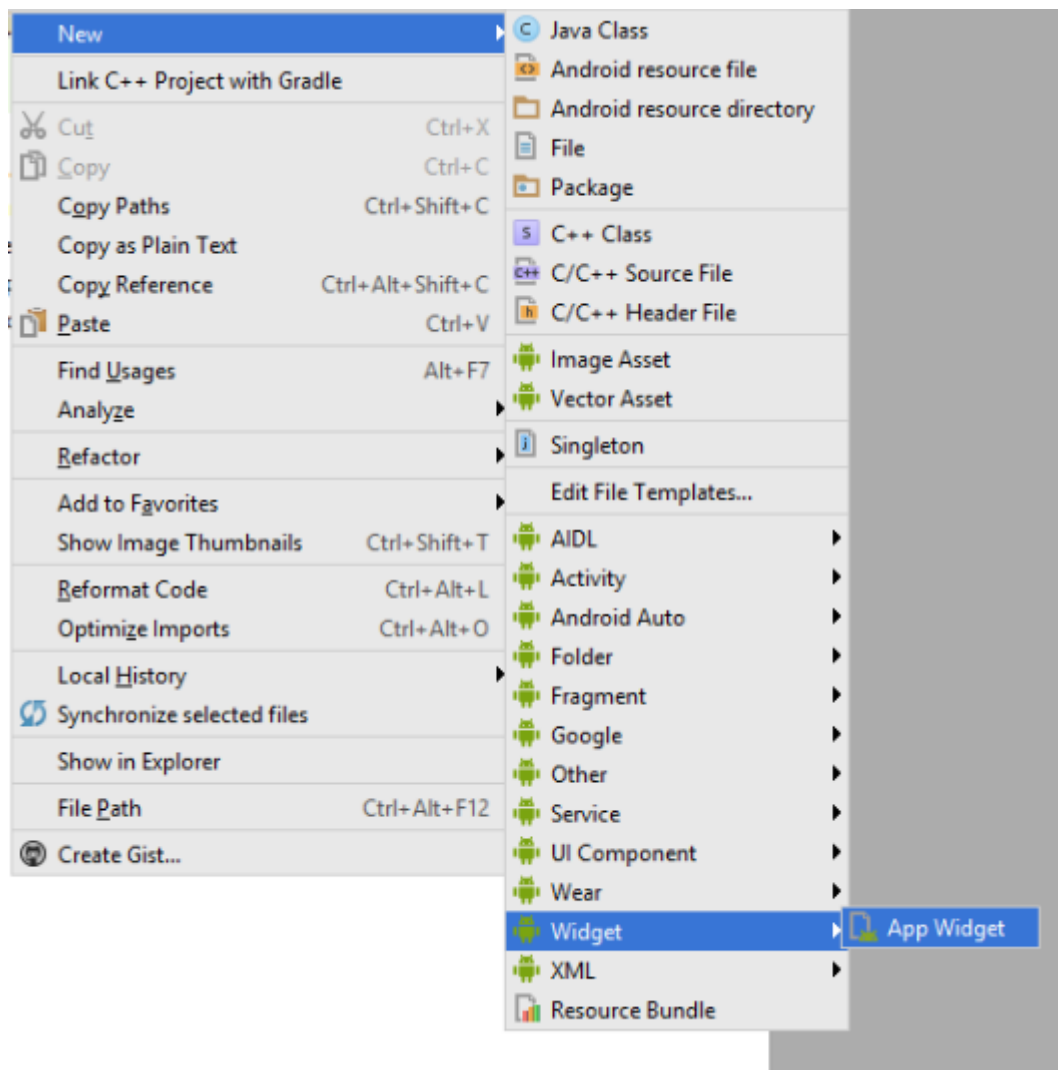 New
Link C++ Project with Gradle
Cut Ctrl+X
Copy Ctrl+C
Copy Paths Ctrl+Shift+C
Copy as Plain Text
Copy Reference Ctrl+Alt+Shift+C
Paste Ctrl+V
Find Usages Alt+F7
Analyze
Refactor
Add to Favorites
Show Image Thumbnails Ctrl+Shift+T
Reformat Code Ctrl+Alt+L
Optimize Imports Ctrl+Alt+O
Local History
Synchronize selected files
Show in Explorer
File Path Ctrl+Alt+F12
Create Gist...
Java Class
Android resource file
Android resource directory
File
Package
C++ Class
C/C++ Source File
C/C++ Header File
Image Asset
Vector Asset
Singleton
Edit File Templates...
AIDL
Activity
Android Auto
Folder
Fragment
Google
Other
Service
UI Component
Wear
Widget
XML
Resource Bundle
App Widget